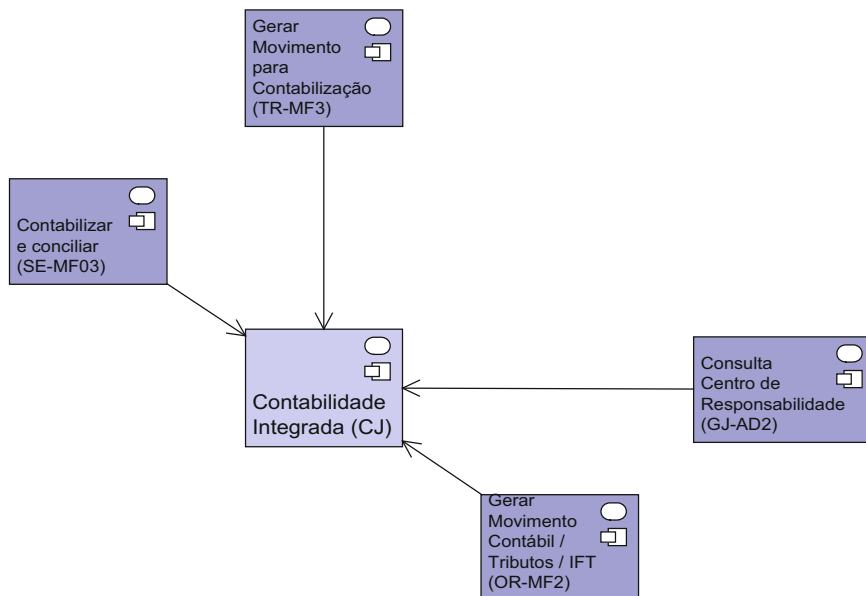 Gerar
Movimento
para
Contabilização
(TR-MF3)
Contabilizar
e conciliar
(SE-MF03)
Contabilidade
Integrada (CJ)
Consulta
Centro de
Responsabilidade
(GJ-AD2)
Gerar
Movimento
Contábil /
Tributos / IFT
(OR-MF2)